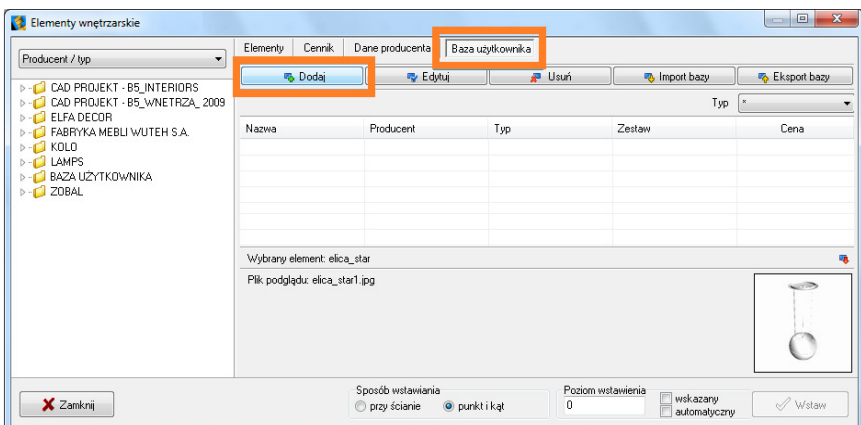 Elementy wnętrzarskie
Producent / typ
CAD PROJEKT - B5_INTERIORS
CAD PROJEKT - B5_WNETRZA_ 2009
ELFA DECOR
FABRYKA MEBLI WUTEH S.A.
KOLO
LAMPS
BAZA UŻYTKOWNIKA
ZOBAL
Elementy Cennik Dane producenta Baza użytkownika
Dodaj Edytuj Usuń Import bazy Eksport bazy
Typ *
Nazwa Producent Typ Zestaw Cena
Wybrany element: elica_star
Plik podglądu: elica_star1.jpg
Zamknij
Sposób wstawiania
przy ścianie punkt i kąt
Poziom wstawienia
0
wskazany
automatyczny
Wstaw